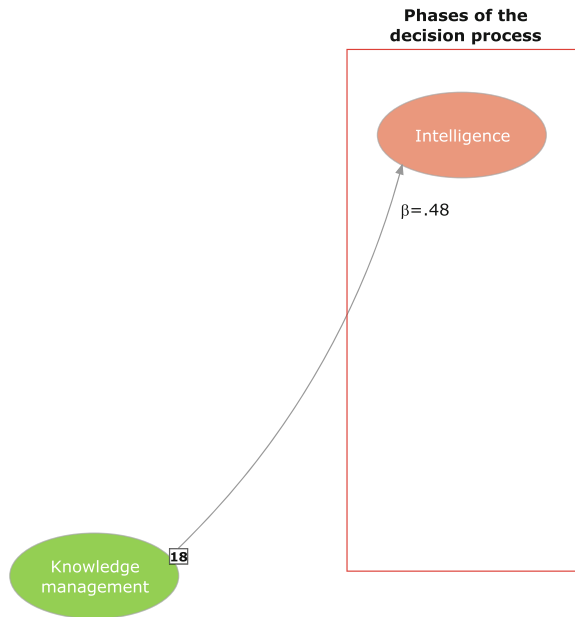 Phases of the
decision process
Intelligence
β=.48
18
Knowledge
management